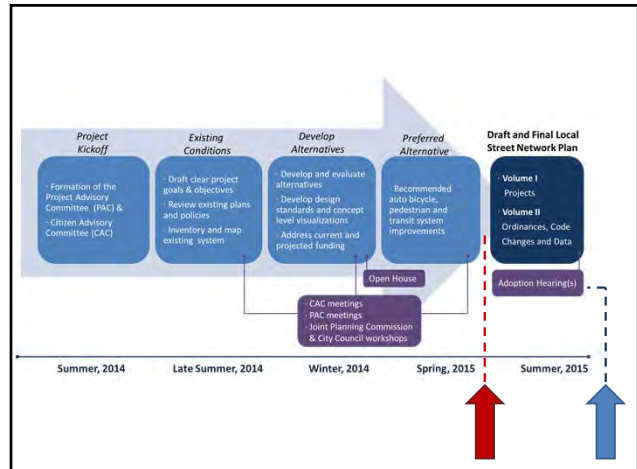 Project
Kickoff
· Formation of the
Project Advisory
Committee (PAC) &
· Citizen Advisory
Committee (CAC)
Existing
Conditions
· Draft clear project
goals & objectives
· Review existing plans
and policies
· Inventory and map
existing system
Develop
Alternatives
· Develop and evaluate
alternatives
· Develop design
standards and concept
level visualizations
· Address current and
projected funding
Preferred
Alternative
· Recommended
auto bicycle,
pedestrian and
transit system
improvements
Draft and Final Local
Street Network Plan
· Volume I
Projects
· Volume II
Ordinances, Code
Changes and Data
Open House
Adoption Hearing(s)
· CAC meetings
· PAC meetings
· Joint Planning Commission
& City Council workshops
Summer, 2014
Late Summer, 2014
Winter, 2014
Spring, 2015
Summer, 2015